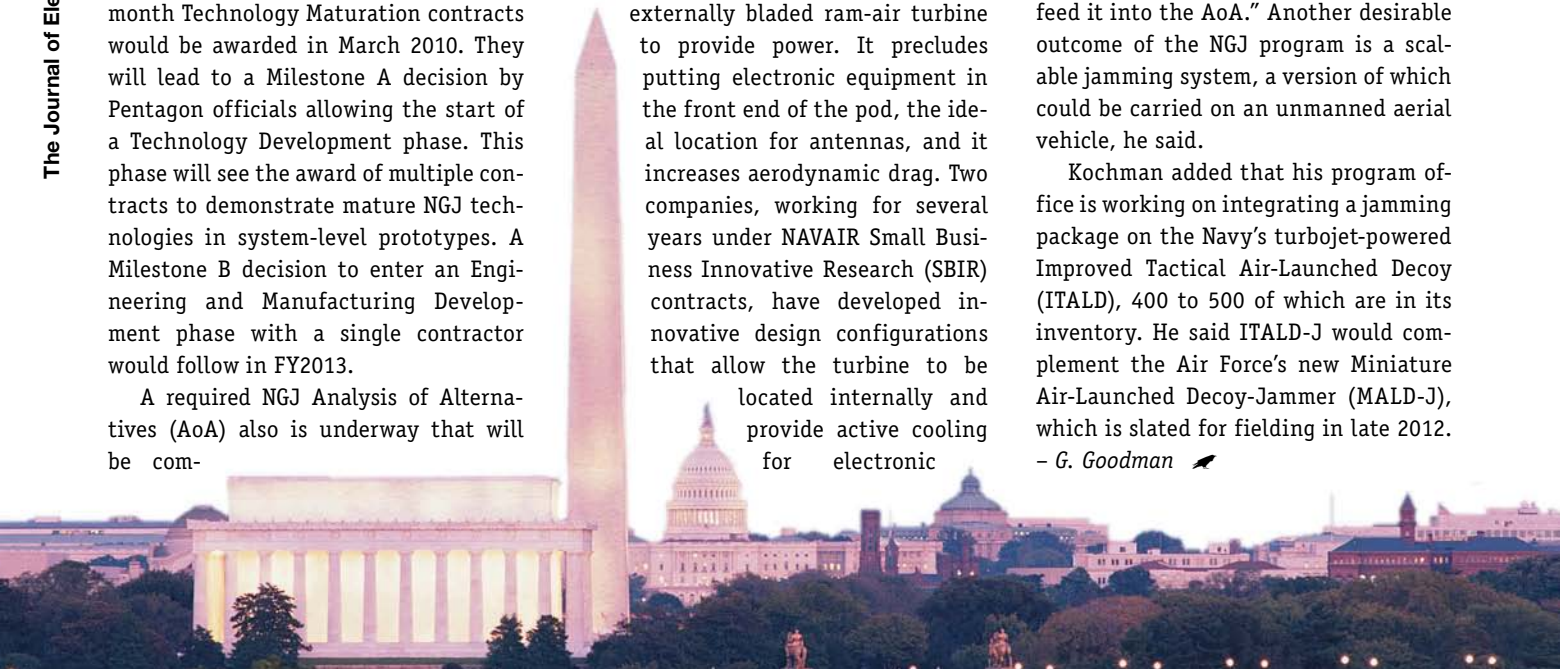 The Journal of Ele
month Technology Maturation contracts
would be awarded in March 2010. They
will lead to a Milestone A decision by
Pentagon officials allowing the start of
a Technology Development phase. This
phase will see the award of multiple con-
tracts to demonstrate mature NGJ tech-
nologies in system-level prototypes. A
Milestone B decision to enter an Engi-
neering and Manufacturing Develop-
ment phase with a single contractor
would follow in FY2013.
A required NGJ Analysis of Alterna-
tives (AoA) also is underway that will
be com-
externally bladed ram-air turbine
to provide power. It precludes
putting electronic equipment in
the front end of the pod, the ide-
al location for antennas, and it
increases aerodynamic drag. Two
companies, working for several
years under NAVAIR Small Busi-
ness Innovative Research (SBIR)
contracts, have developed in-
novative design configurations
that allow the turbine to be
located internally and
provide active cooling
for electronic
feed it into the AoA.” Another desirable
outcome of the NGJ program is a scal-
able jamming system, a version of which
could be carried on an unmanned aerial
vehicle, he said.
Kochman added that his program of-
fice is working on integrating a jamming
package on the Navy’s turbojet-powered
Improved Tactical Air-Launched Decoy
(ITALD), 400 to 500 of which are in its
inventory. He said ITALD-J would com-
plement the Air Force’s new Miniature
Air-Launched Decoy-Jammer (MALD-J),
which is slated for fielding in late 2012.
– G. Goodman